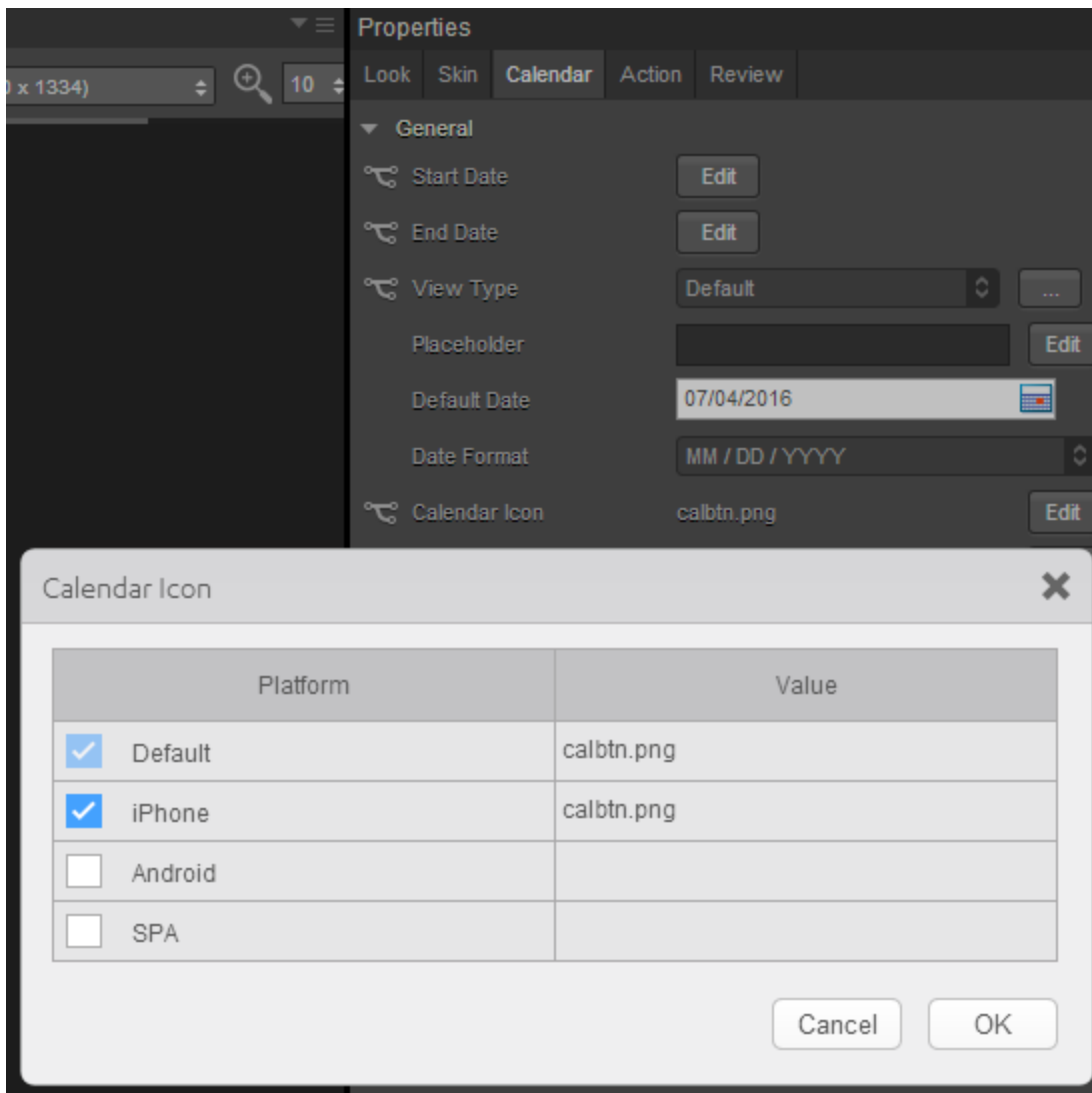 Properties
0 x 1334) 10
Look Skin Calendar Action Review
General
Start Date Edit
End Date Edit
View Type Default ...
Placeholder Edit
Default Date 07/04/2016
Date Format MM / DD / YYYY
Calendar Icon calbtn.png Edit
Calendar Icon
Platform Value
Default calbtn.png
iPhone calbtn.png
Android
SPA
Cancel OK